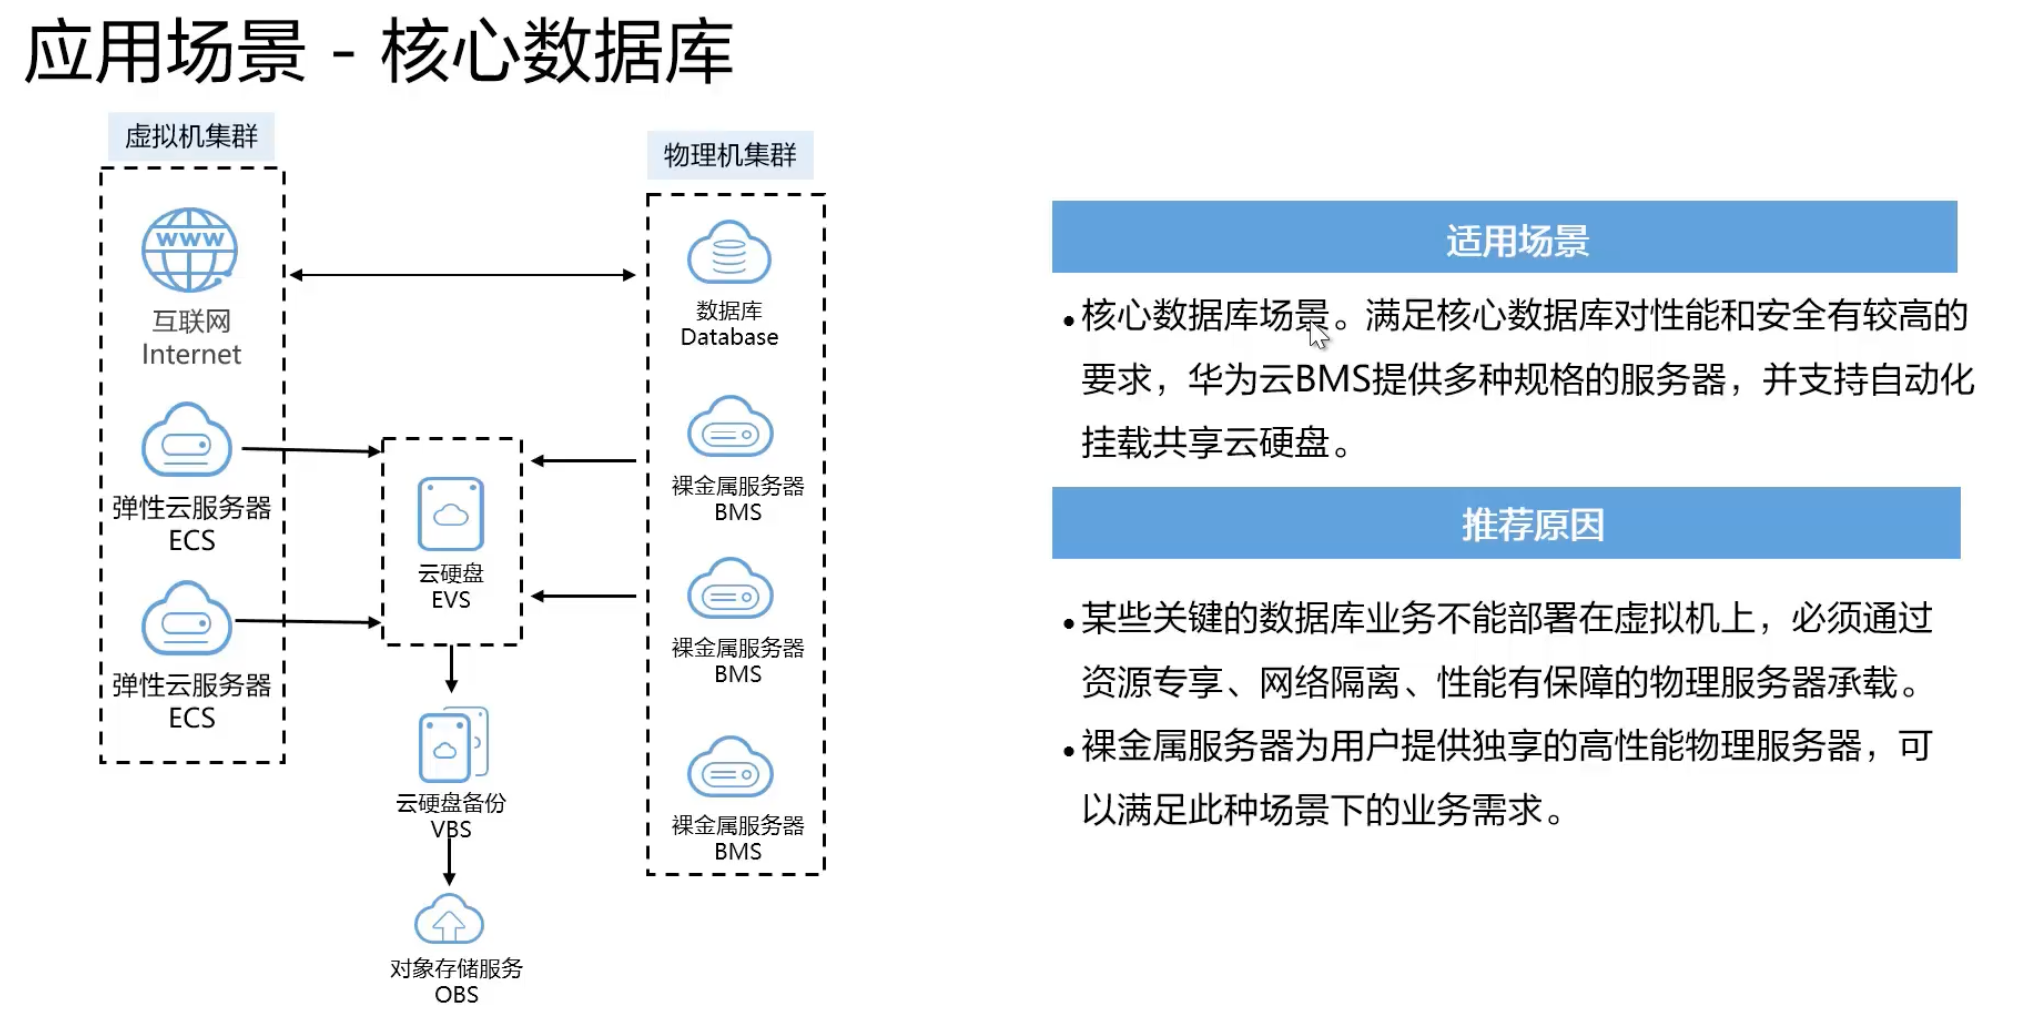 应用场景 - 核心数据库
虚拟机集群
WWW
互联网
Internet
弹性云服务器
ECS
弹性云服务器
ECS
云硬盘
EVS
云硬盘备份
VBS
对象存储服务
OBS
物理机集群
数据库
Database
裸金属服务器
BMS
裸金属服务器
BMS
裸金属服务器
BMS
适用场景
•核心数据库场景。满足核心数据库对性能和安全有较高的
要求，华为云BMS提供多种规格的服务器，并支持自动化
挂载共享云硬盘。
推荐原因
•某些关键的数据库业务不能部署在虚拟机上，必须通过
资源专享、网络隔离、性能有保障的物理服务器承载。
•裸金属服务器为用户提供独享的高性能物理服务器，可
以满足此种场景下的业务需求。